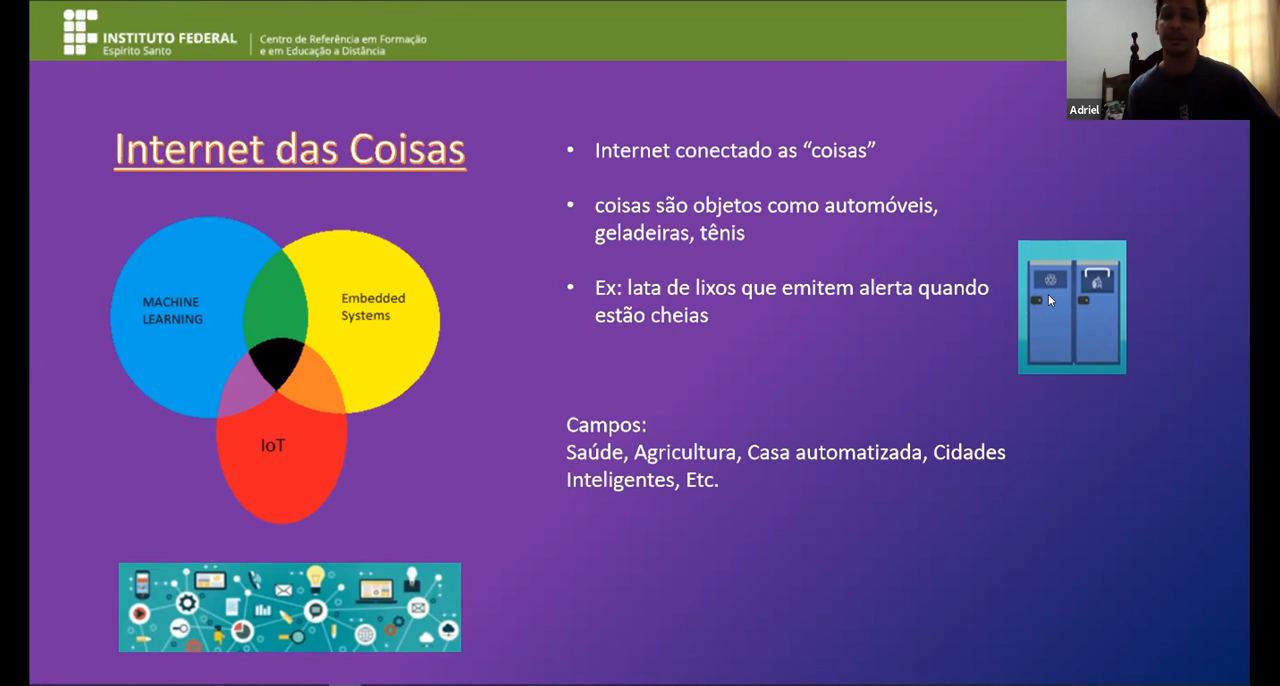 INSTITUTO FEDERAL
Espírito Santo
Centro de Referência em Formação
e em Educação a Distância
Adriel
Internet das Coisas
MACHINE
LEARNING
Embedded
Systems
IoT
• Internet conectado as “coisas”
• coisas são objetos como automóveis,
geladeiras, tênis
• Ex: lata de lixos que emitem alerta quando
estão cheias
Campos:
Saúde, Agricultura, Casa automatizada, Cidades
Inteligentes, Etc.